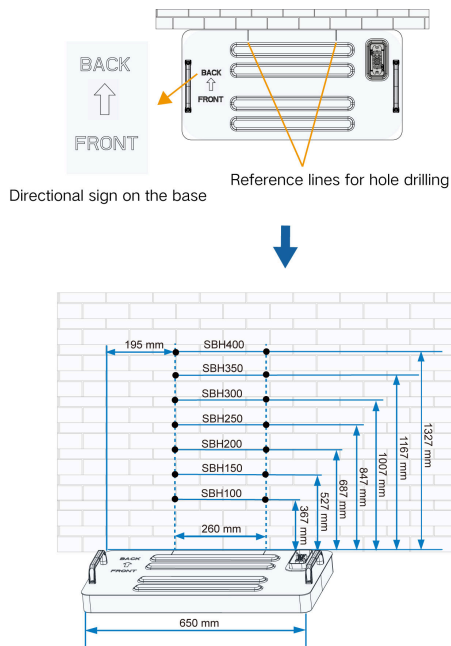 BACK
FRONT
BACK
FRONT
Directional sign on the base
Reference lines for hole drilling
195 mm
SBH400
SBH350
SBH300
SBH250
SBH200
SBH150
SBH100
1327 mm
1167 mm
1007 mm
847 mm
687 mm
527 mm
367 mm
260 mm
BACK
FRONT
650 mm